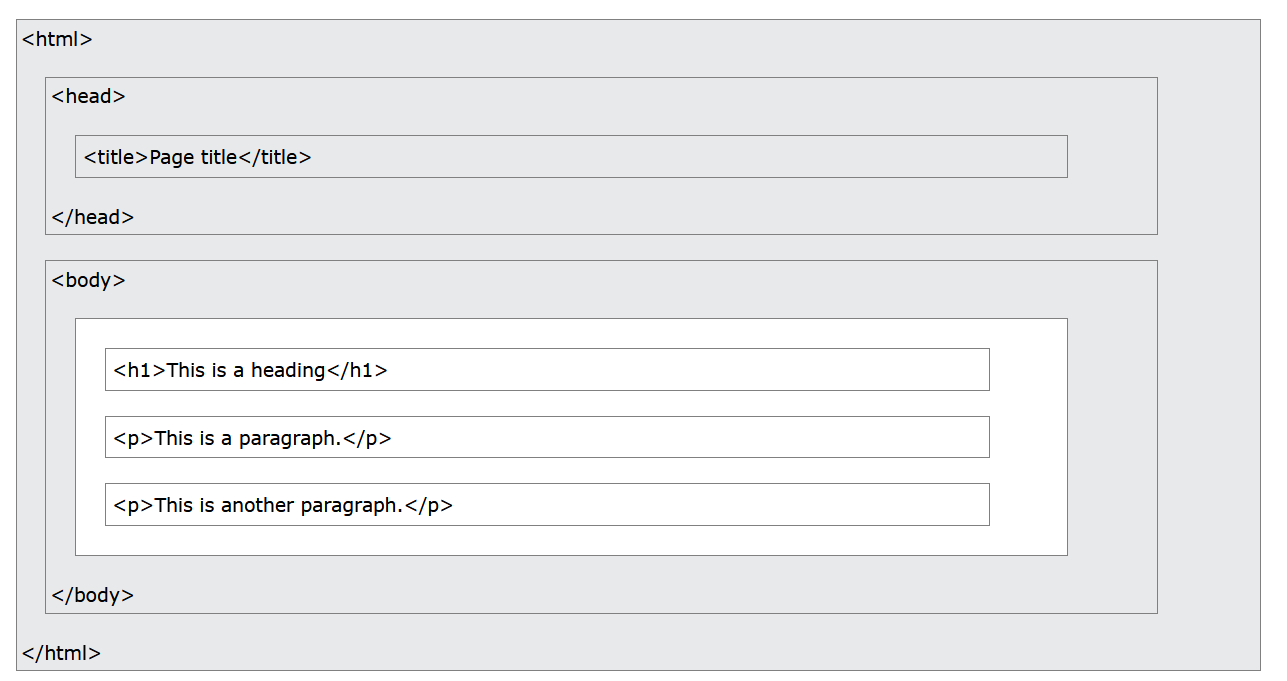 <html>
<head>
<title>Page title</title>
</head>
<body>
<h1>This is a heading</h1>
<p>This is a paragraph.</p>
<p>This is another paragraph.</p>
</body>
</html>